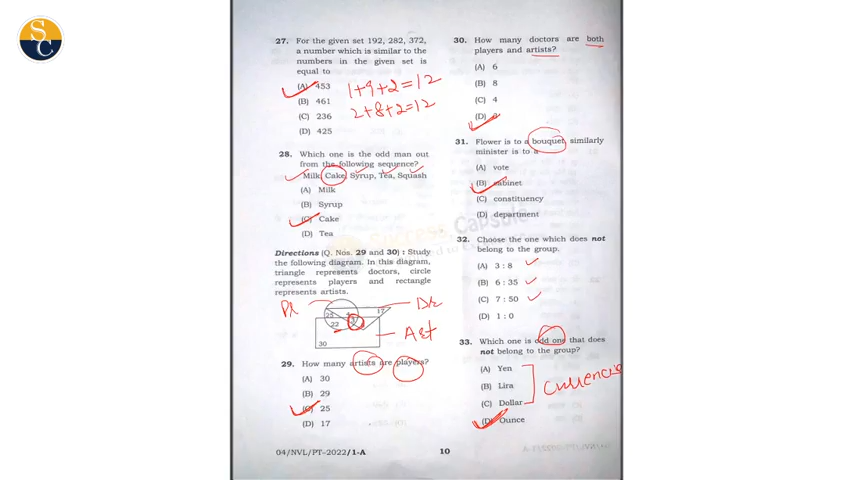 S
C
27. For the given set 192, 282, 372,
a number which is similar to the
numbers in the given set is
equal to
(A) 453
(B) 461
(C) 236
(D) 425
1+9+2=12
2+8+2=12
28. Which one is the odd man out
from the following sequence?
Milk, Cake, Syrup, Tea, Squash
(A) Milk
(B) Syrup
(C) Cake
(D) Tea
Directions (Q. Nos. 29 and 30) : Study
the following diagram. In this diagram,
triangle represents doctors, circle
represents players and rectangle
represents artists.
25
17
22
3
30
29. How many artists are players?
(A) 30
(B) 29
(C) 25
(D) 17
04/NVL/PT-2022/1-A
10
30. How many doctors are both
players and artists?
(A) 6
(B) 8
(C) 4
(D)
31. Flower is to a bouquet, similarly
minister is to a
(A) vote
(B) cabinet
(C) constituency
(D) department
Success Capsule
32. Choose the one which does not
belong to the group.
(A) 3 : 8
(B) 6 : 35
(C) 7 : 50
(D) 1 : 0
33. Which one is odd one that does
not belong to the group?
(A) Yen
(B) Lira
(C) Dollar
(D) Ounce